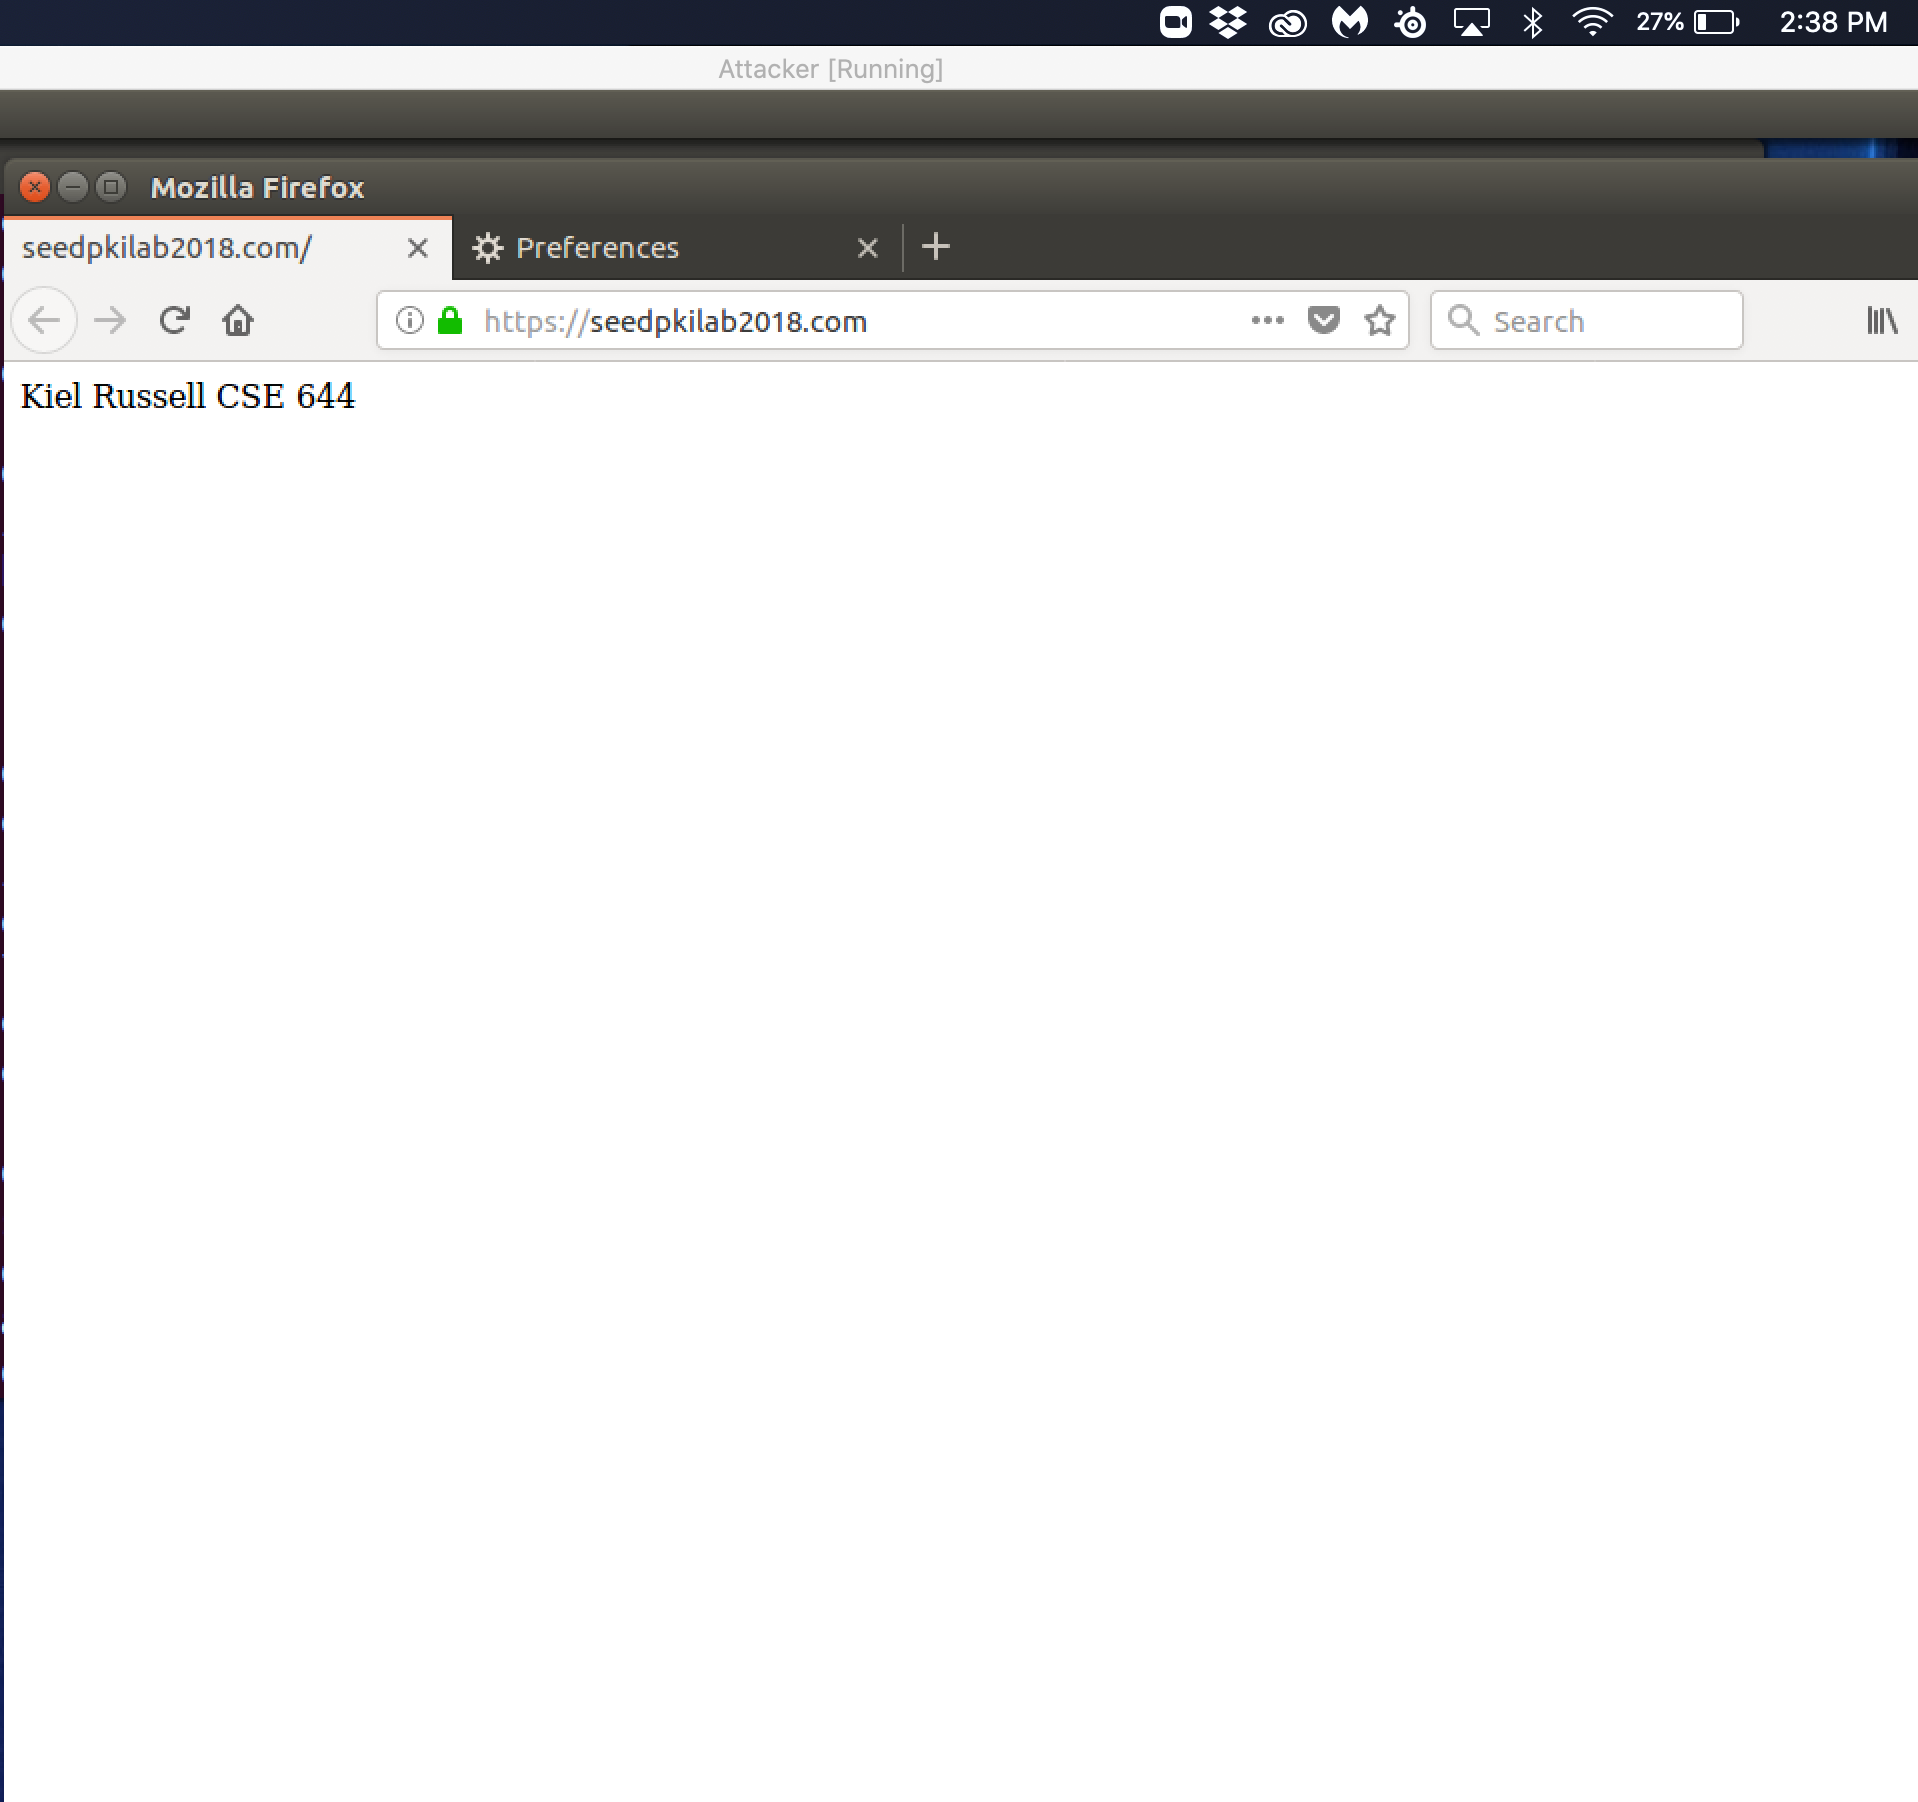 27% 2:38 PM
Attacker [Running]
Mozilla Firefox
seedpkilab2018.com/ Preferences
https://seedpkilab2018.com Search
Kiel Russell CSE 644